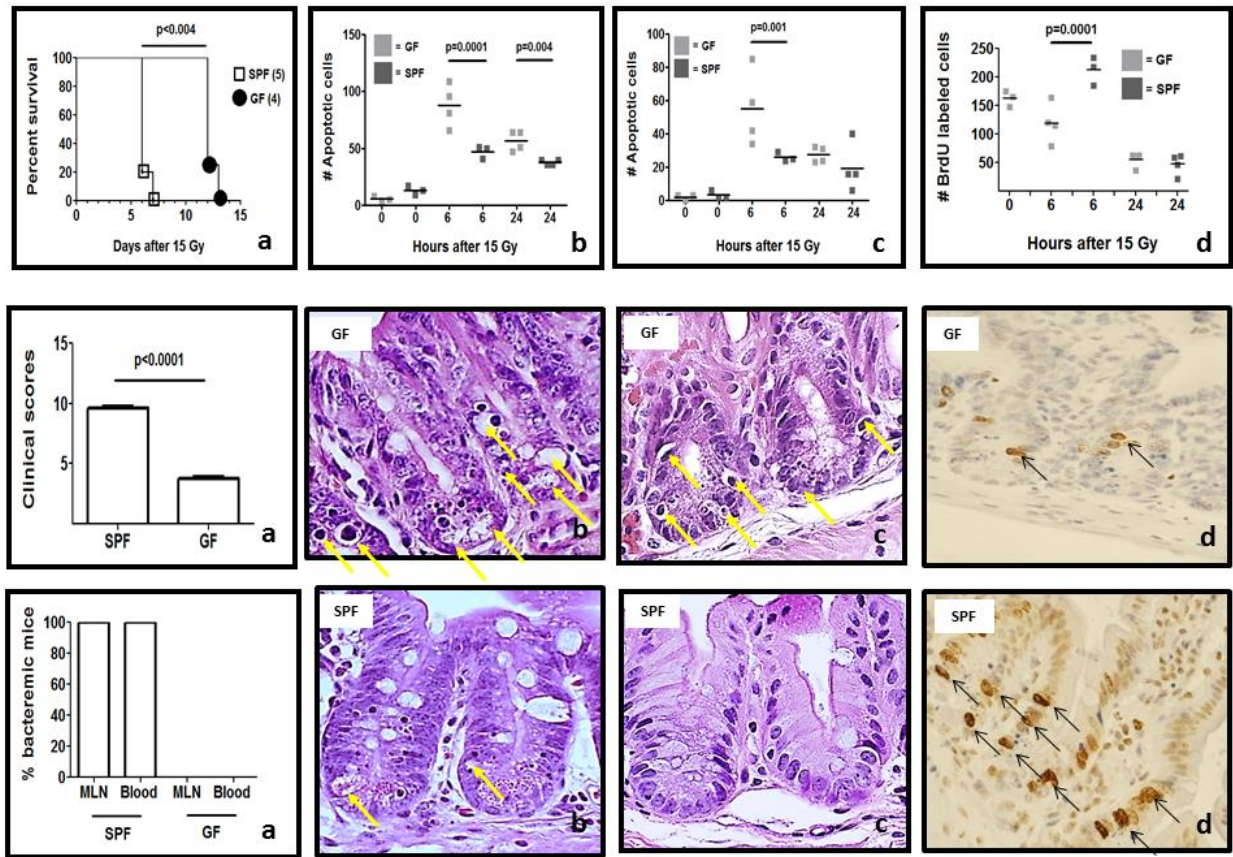 Percent survival
100
80
60
40
20
0
p<0.004
SPF (5)
GF (4)
0 5 10 15
Days after 15 Gy
a
# Apoptotic cells
150
100
50
= GF
= SPF
p=0.0001 p=0.004
0 0 6 6 24 24
Hours after 15 Gy
b
# Apoptotic cells
100
80
60
40
20
0
= GF
= SPF
p=0.001
0 0 6 6 24 24
Hours after 15 Gy
c
# BrdU labeled cells
250
200
150
100
50
p=0.0001
= GF
= SPF
0 6 6 24 24
Hours after 15 Gy
d
Clinical scores
15
10
5
p<0.0001
SPF GF
a
GF
b
GF
c
GF
d
% bacteremic mice
100
80
60
40
20
0
MLN Blood MLN Blood
SPF GF
a
SPF
b
SPF
c
SPF
d